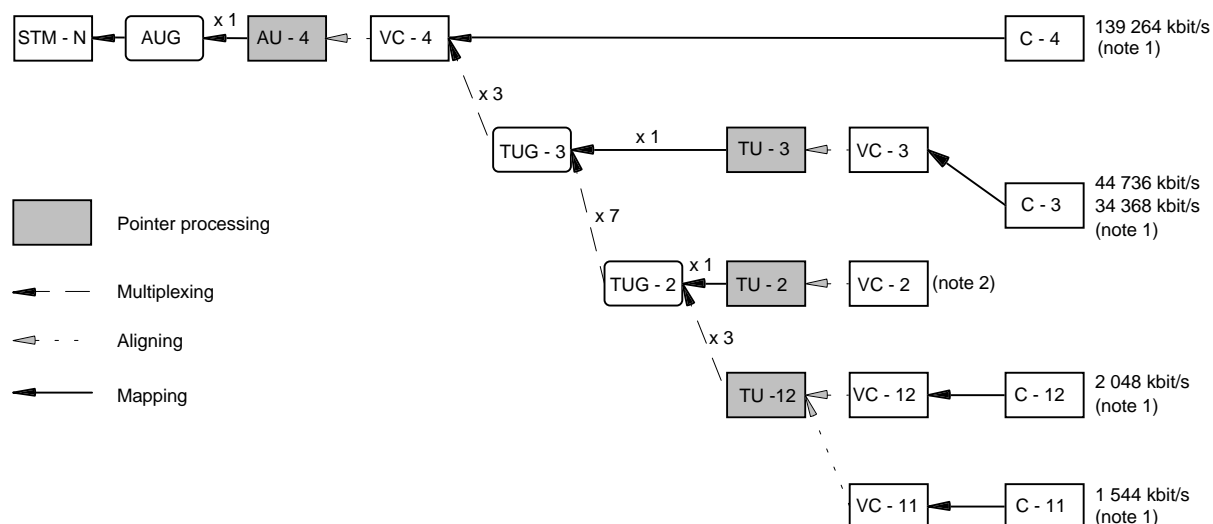 x 1
STM - N
AUG
AU - 4
VC - 4
C - 4
139 264 kbit/s
(note 1)
x 3
TUG - 3
x 1
TU - 3
VC - 3
C - 3
44 736 kbit/s
34 368 kbit/s
(note 1)
x 7
Pointer processing
TUG - 2
x 1
TU - 2
VC - 2
(note 2)
Multiplexing
Aligning
x 3
Mapping
TU -12
VC - 12
C - 12
2 048 kbit/s
(note 1)
VC - 11
C - 11
1 544 kbit/s
(note 1)